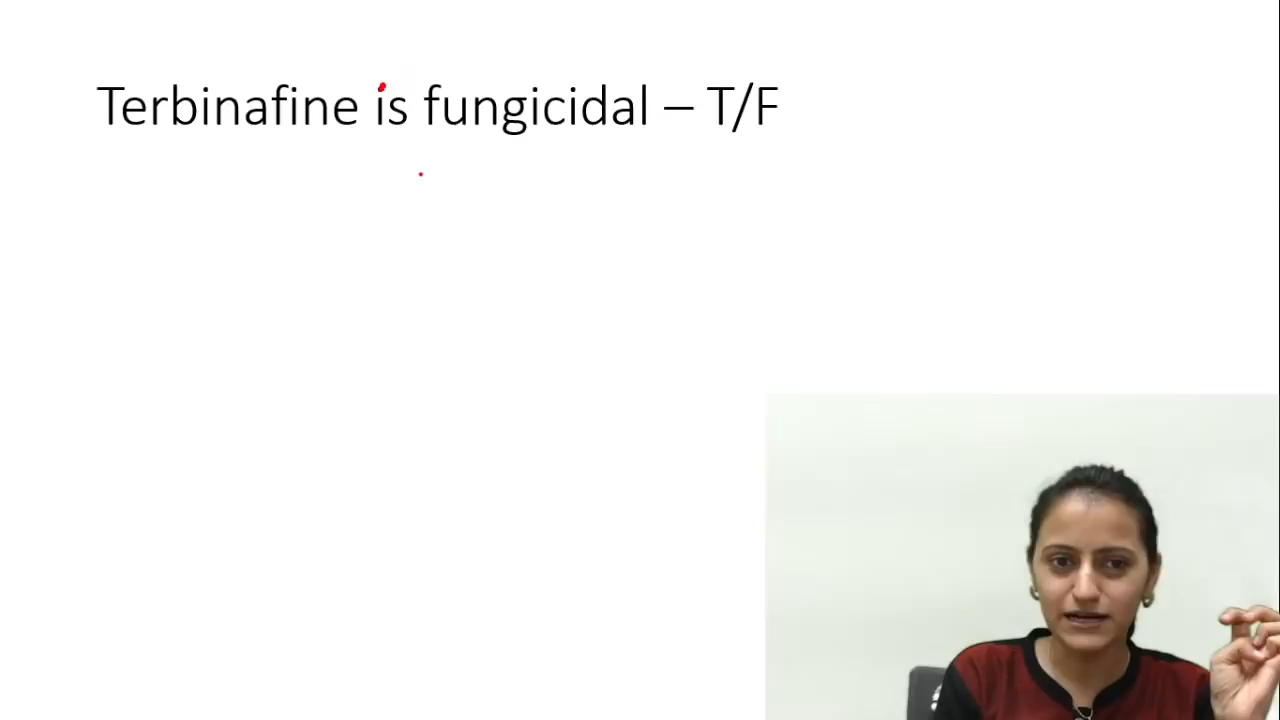 Terbinafine is fungicidal – T/F